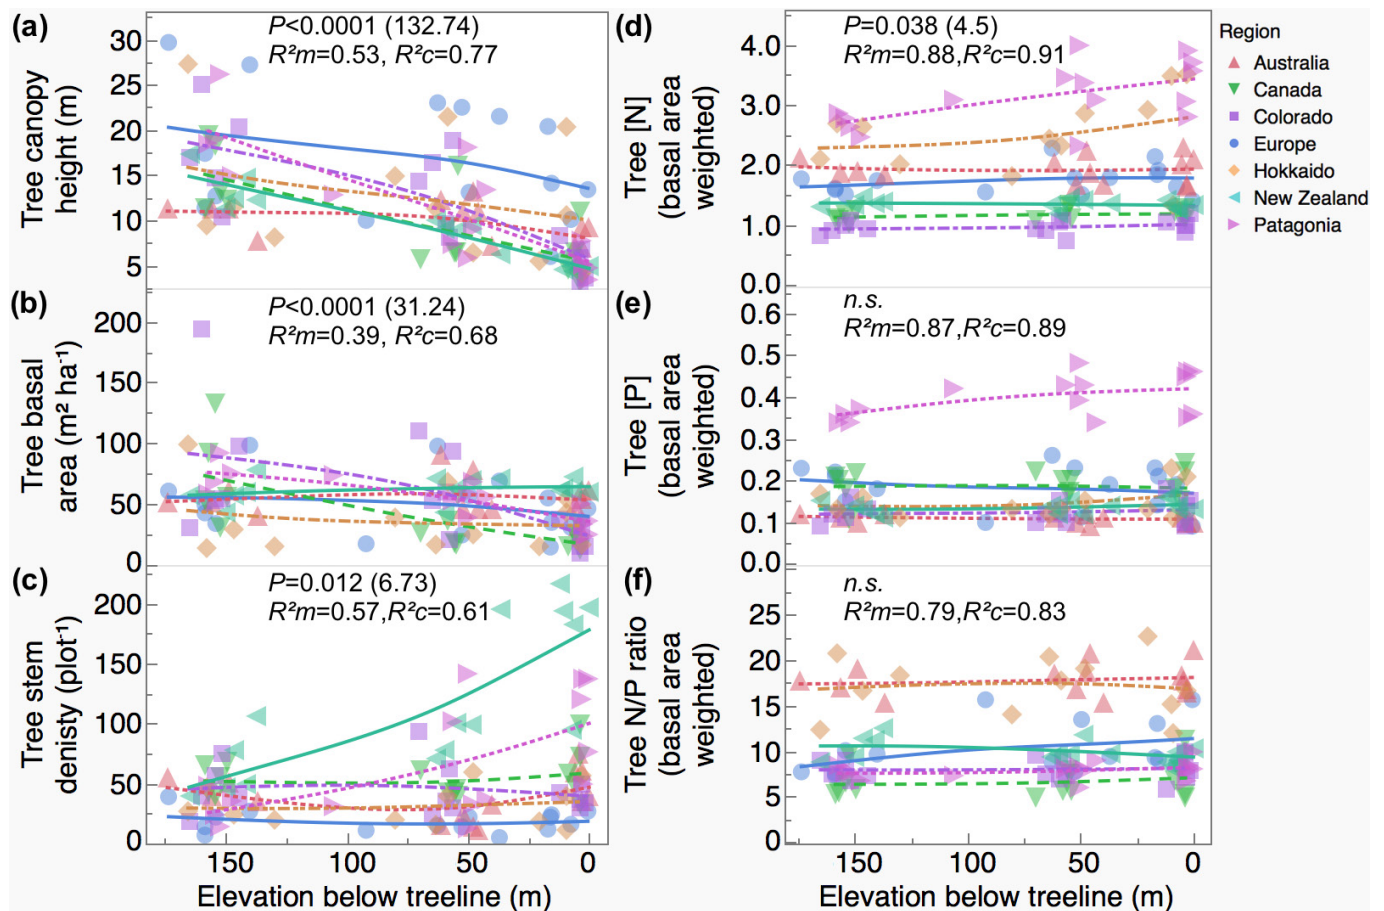 (a)
P<0.0001 (132.74)
R²m=0.53, R²c=0.77
Tree canopy
height (m)
30
25
20
15
10
5
(b)
P<0.0001 (31.24)
R²m=0.39, R²c=0.68
Tree basal
area (m² ha⁻¹)
200
150
100
50
0
(c)
P=0.012 (6.73)
R²m=0.57,R²c=0.61
Tree stem
denisty (plot⁻¹)
200
150
100
50
0
150 100 50 0
Elevation below treeline (m)
(d)
P=0.038 (4.5)
R²m=0.88,R²c=0.91
Tree [N]
(basal area
weighted)
4.0
3.0
2.0
1.0
0.0
(e)
n.s.
R²m=0.87,R²c=0.89
Tree [P]
(basal area
weighted)
0.6
0.5
0.4
0.3
0.2
0.1
0.0
(f)
n.s.
R²m=0.79,R²c=0.83
Tree N/P ratio
(basal area
weighted)
25
20
15
10
5
0
150 100 50 0
Elevation below treeline (m)
Region
Australia
Canada
Colorado
Europe
Hokkaido
New Zealand
Patagonia